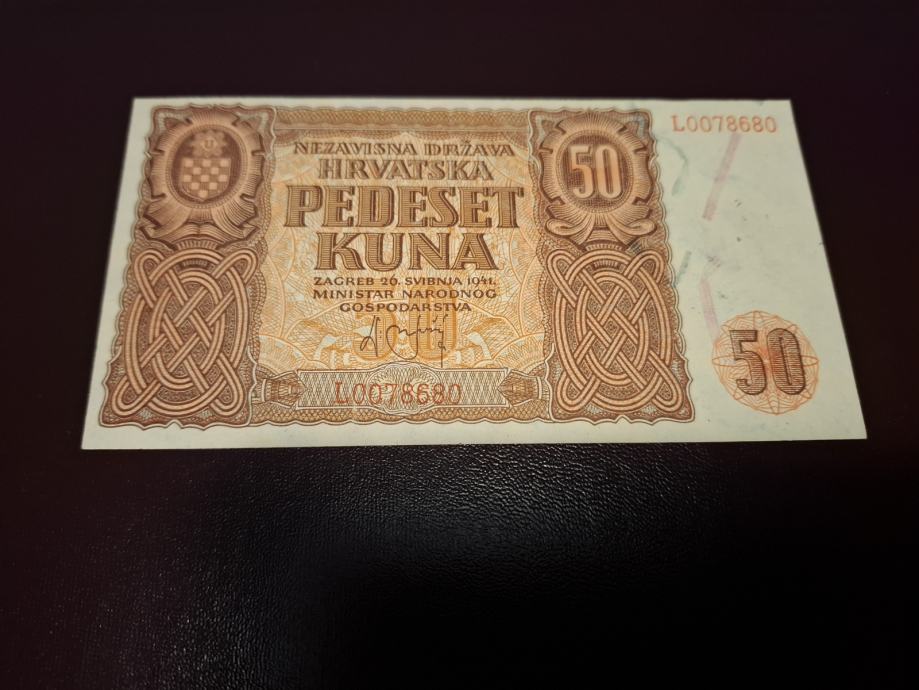 L0078680
U
NEZAVISNA DRŽAVA
HRVATSKA
50
PEDESET
KUNA
ZAGREB 26. SVIBNJA 1941.
MINISTAR NARODNOG
GOSPODARSTVA
L0078680
50